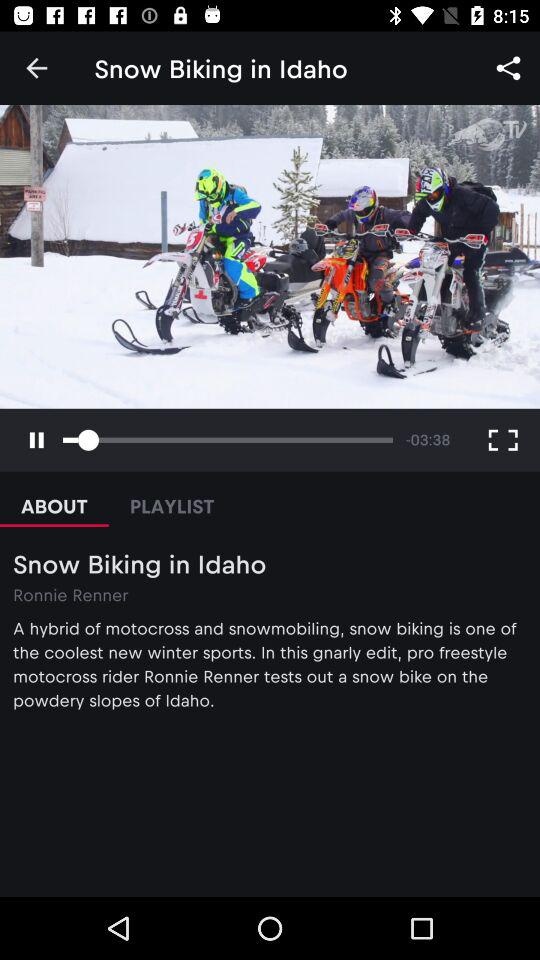 8:15
Snow Biking in Idaho
TV
-03:38
ABOUT PLAYLIST
Snow Biking in Idaho
Ronnie Renner
A hybrid of motocross and snowmobiling, snow biking is one of
the coolest new winter sports. In this gnarly edit, pro freestyle
motocross rider Ronnie Renner tests out a snow bike on the
powdery slopes of Idaho.